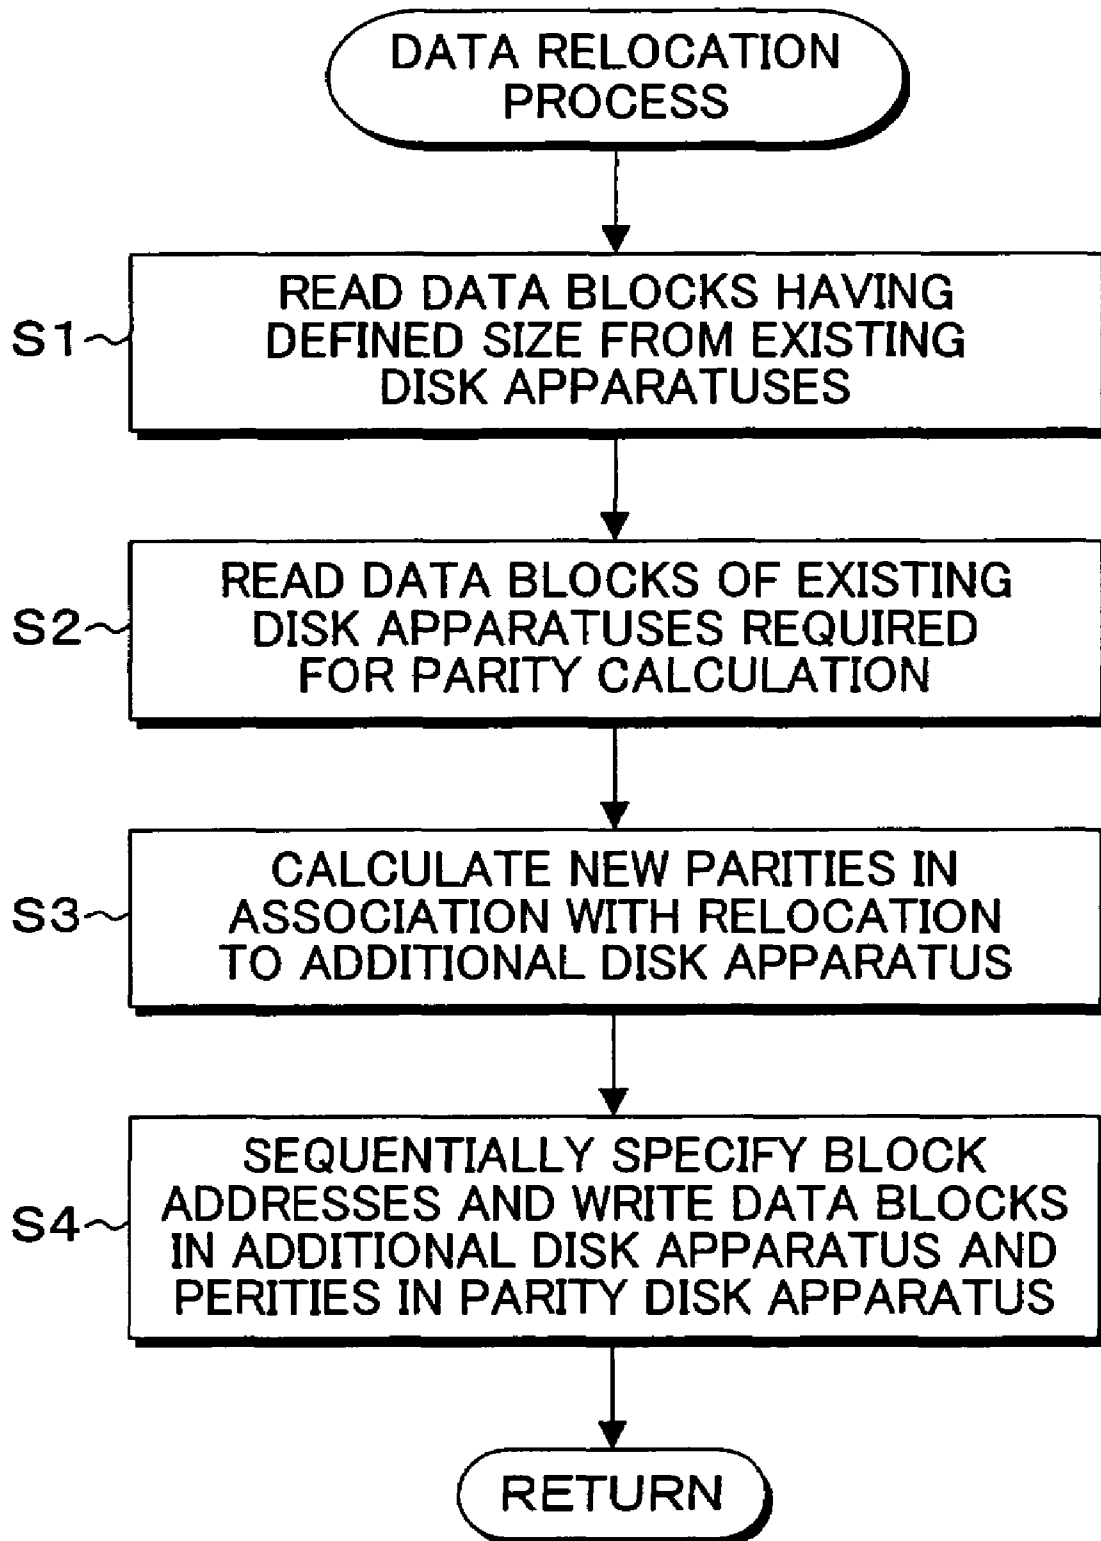 DATA RELOCATION
PROCESS
S1
READ DATA BLOCKS HAVING
DEFINED SIZE FROM EXISTING
DISK APPARATUSES
S2
READ DATA BLOCKS OF EXISTING
DISK APPARATUSES REQUIRED
FOR PARITY CALCULATION
S3
CALCULATE NEW PARITIES IN
ASSOCIATION WITH RELOCATION
TO ADDITIONAL DISK APPARATUS
S4
SEQUENTIALLY SPECIFY BLOCK
ADDRESSES AND WRITE DATA BLOCKS
IN ADDITIONAL DISK APPARATUS AND
PERITIES IN PARITY DISK APPARATUS
RETURN